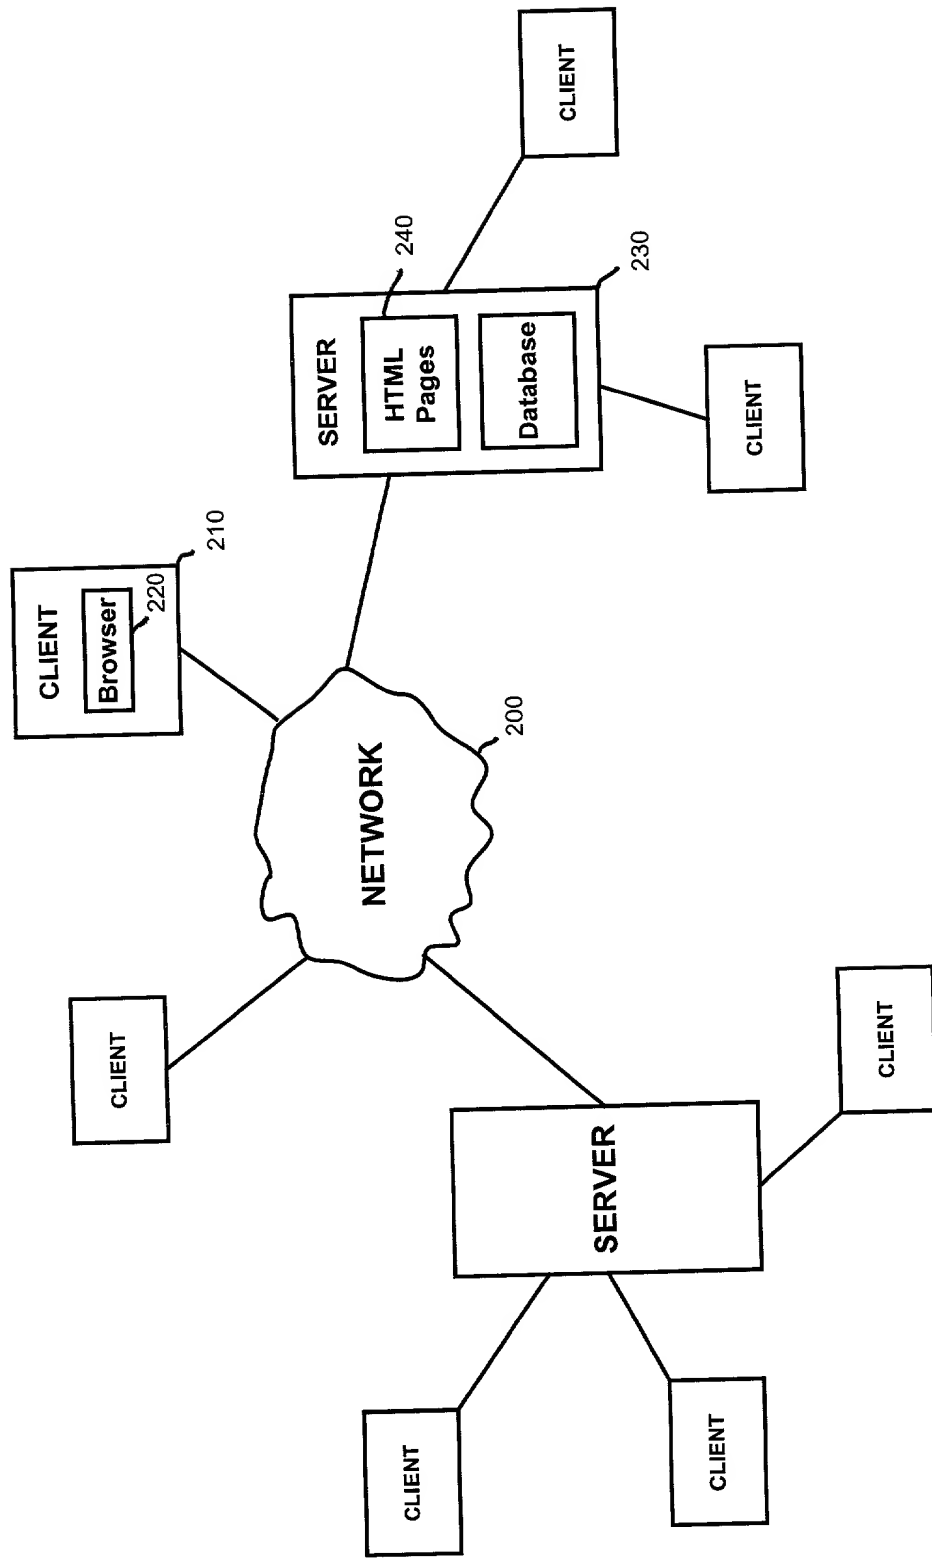 CLIENT
CLIENT
Browser
220
210
SERVER
HTML
Pages
240
Database
230
CLIENT
NETWORK
200
CLIENT
SERVER
CLIENT
CLIENT
CLIENT